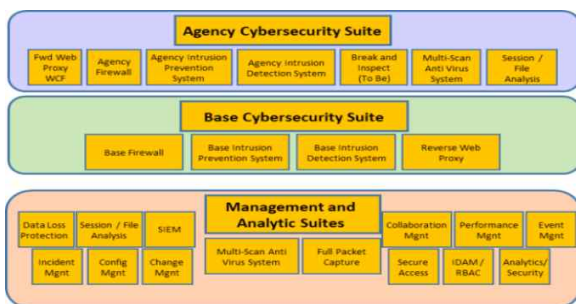 Agency Cybersecurity Suite
Fwd Web
Proxy
WCF
Agency
Firewall
Agency Intrusion
Prevention
System
Agency Intrusion
Detection System
Break and
Inspect
(To Be)
Multi-Scan
Anti Virus
System
Session /
File
Analysis
Base Cybersecurity Suite
Base Firewall
Base Intrusion
Prevention System
Base Intrusion
Detection System
Reverse Web
Proxy
Management and
Analytic Suites
Data Loss
Protection
Session / File
Analysis
SIEM
Collaboration
Mgnt
Performance
Mgnt
Event
Mgnt
Incident
Mgnt
Config
Mgnt
Change
Mgnt
Multi-Scan Anti
Virus System
Full Packet
Capture
Secure
Access
IDAM /
RBAC
Analytics/
Security